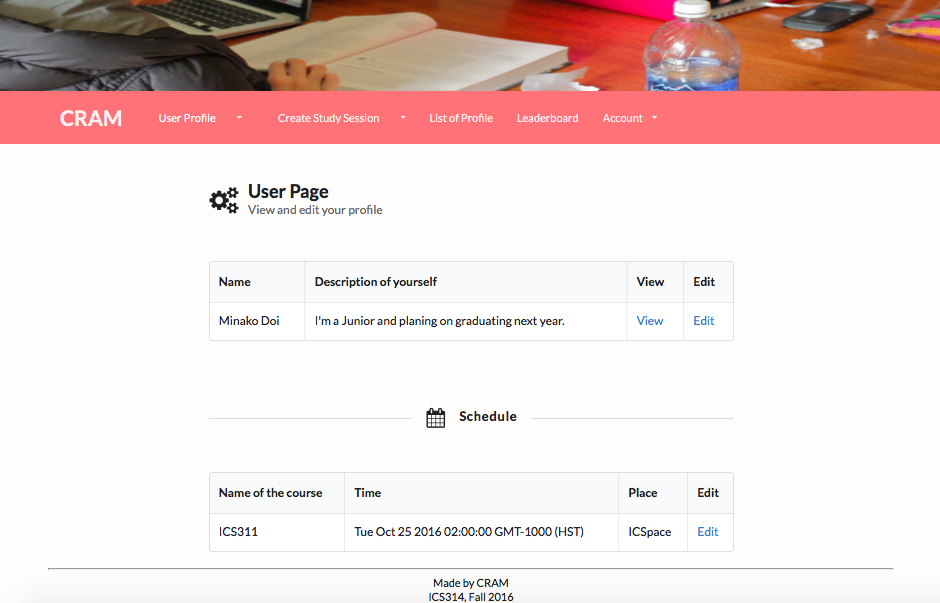 CRAM User Profile Create Study Session List of Profile Leaderboard Account
User Page
View and edit your profile
Name Description of yourself View Edit
Minako Doi I'm a Junior and planing on graduating next year. View Edit
Schedule
Name of the course Time Place Edit
ICS311 Tue Oct 25 2016 02:00:00 GMT-1000 (HST) ICSpace Edit
Made by CRAM
ICS314, Fall 2016